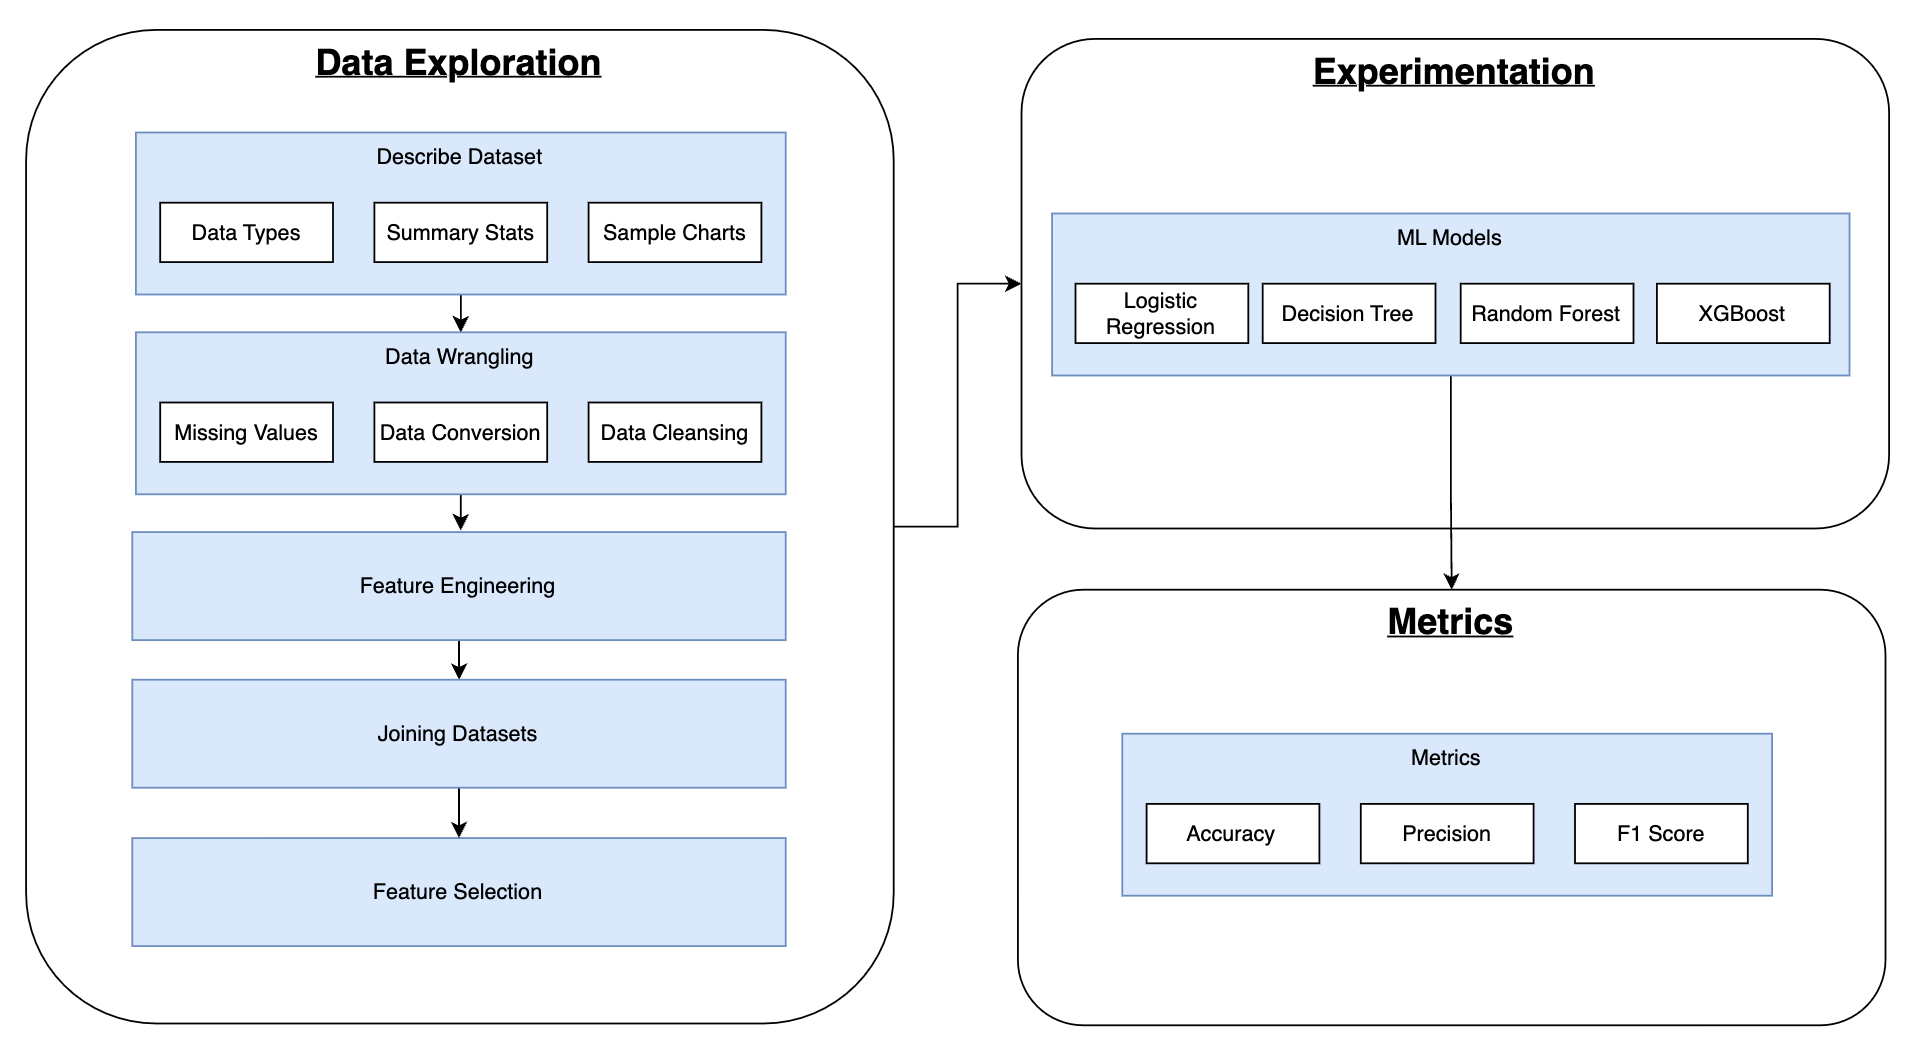 Data Exploration
Describe Dataset
Data Types
Summary Stats
Sample Charts
Data Wrangling
Missing Values
Data Conversion
Data Cleansing
Feature Engineering
Joining Datasets
Feature Selection
Experimentation
ML Models
Logistic
Regression
Decision Tree
Random Forest
XGBoost
Metrics
Metrics
Accuracy
Precision
F1 Score